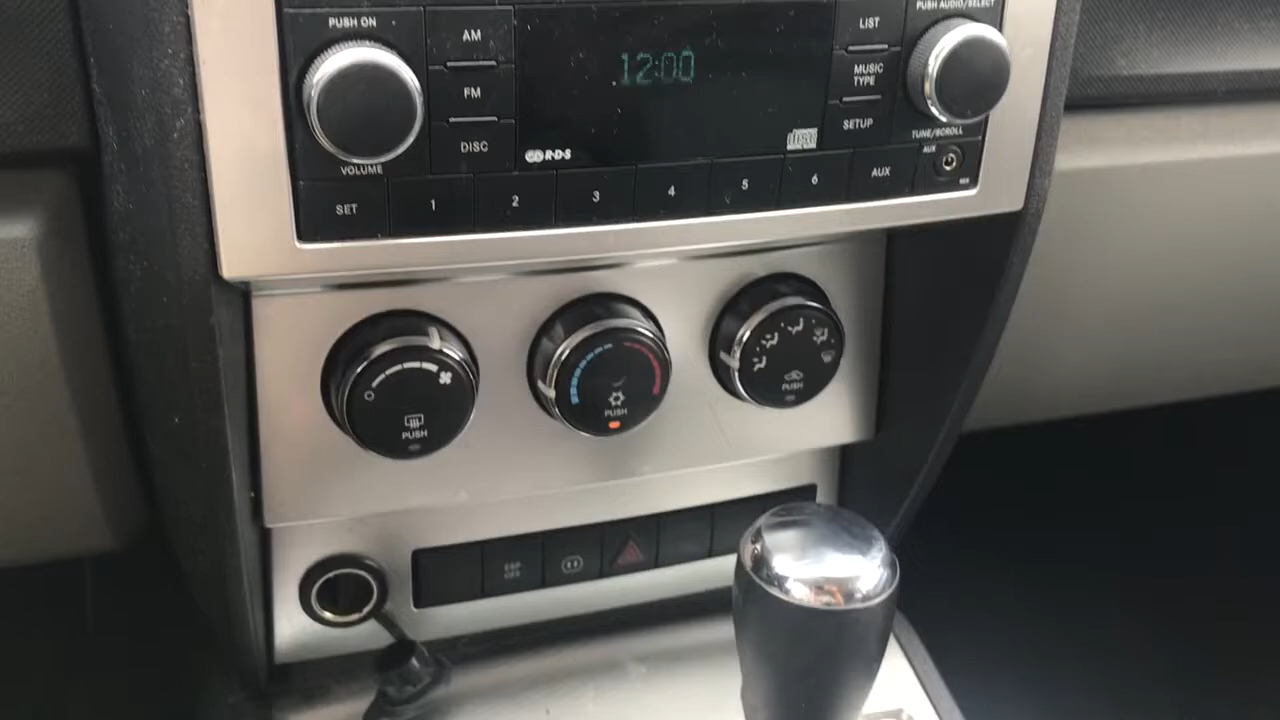 PUSH ON
AM
FM
DISC
VOLUME
12:00
R·D·S
disc
LIST
MUSIC
TYPE
SETUP
PUSH AUDIO/SELECT
TUNE/SCROLL
AUX
SET
1
2
3
4
5
6
AUX
PUSH
PUSH
PUSH
ESP
OFF